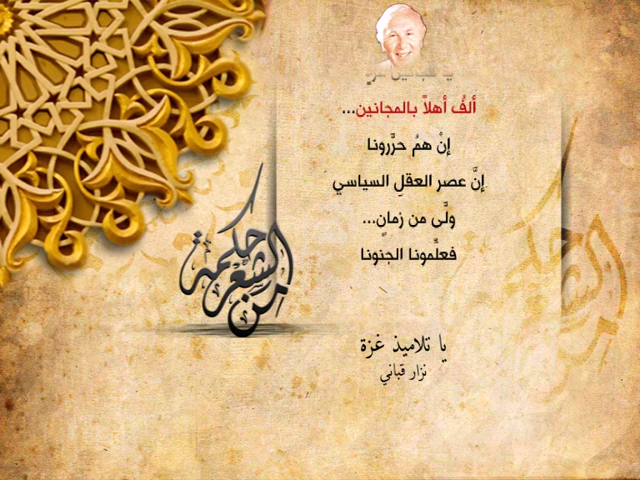 ألفُ أهلاً بالمجانين...
إنْ همُ حرَّرونا
إنَّ عصر العقلِ السياسي
ولَّى من زمانٍ...
فعلِّمونا الجنونا
حكمة
من الشعر
يا تلاميذ غزة
نزار قباني